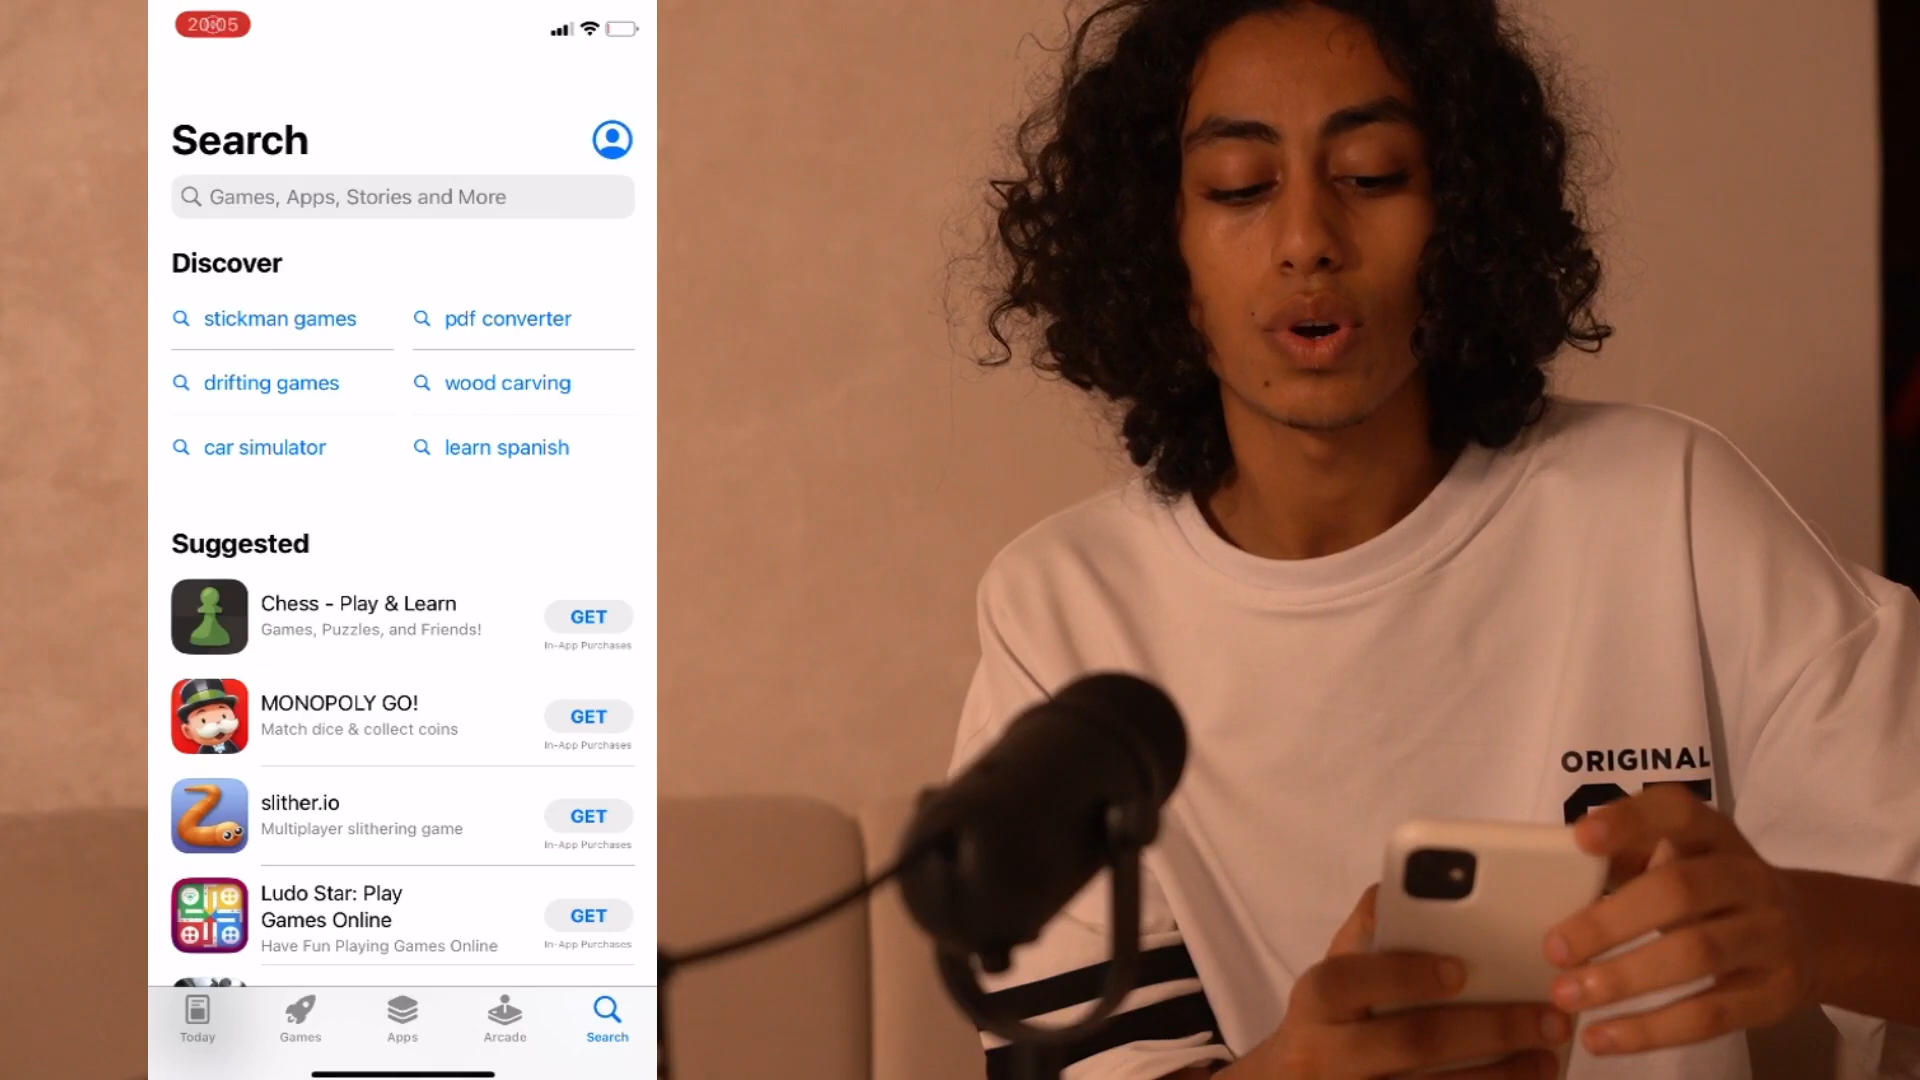 20:05
Search
Games, Apps, Stories and More
Discover
stickman games
pdf converter
drifting games
wood carving
car simulator
learn spanish
Suggested
Chess - Play & Learn
Games, Puzzles, and Friends!
GET
In-App Purchases
MONOPOLY GO!
Match dice & collect coins
GET
In-App Purchases
slither.io
Multiplayer slithering game
GET
In-App Purchases
Ludo Star: Play
Games Online
Have Fun Playing Games Online
GET
In-App Purchases
Today
Games
Apps
Arcade
Search
ORIGINAL